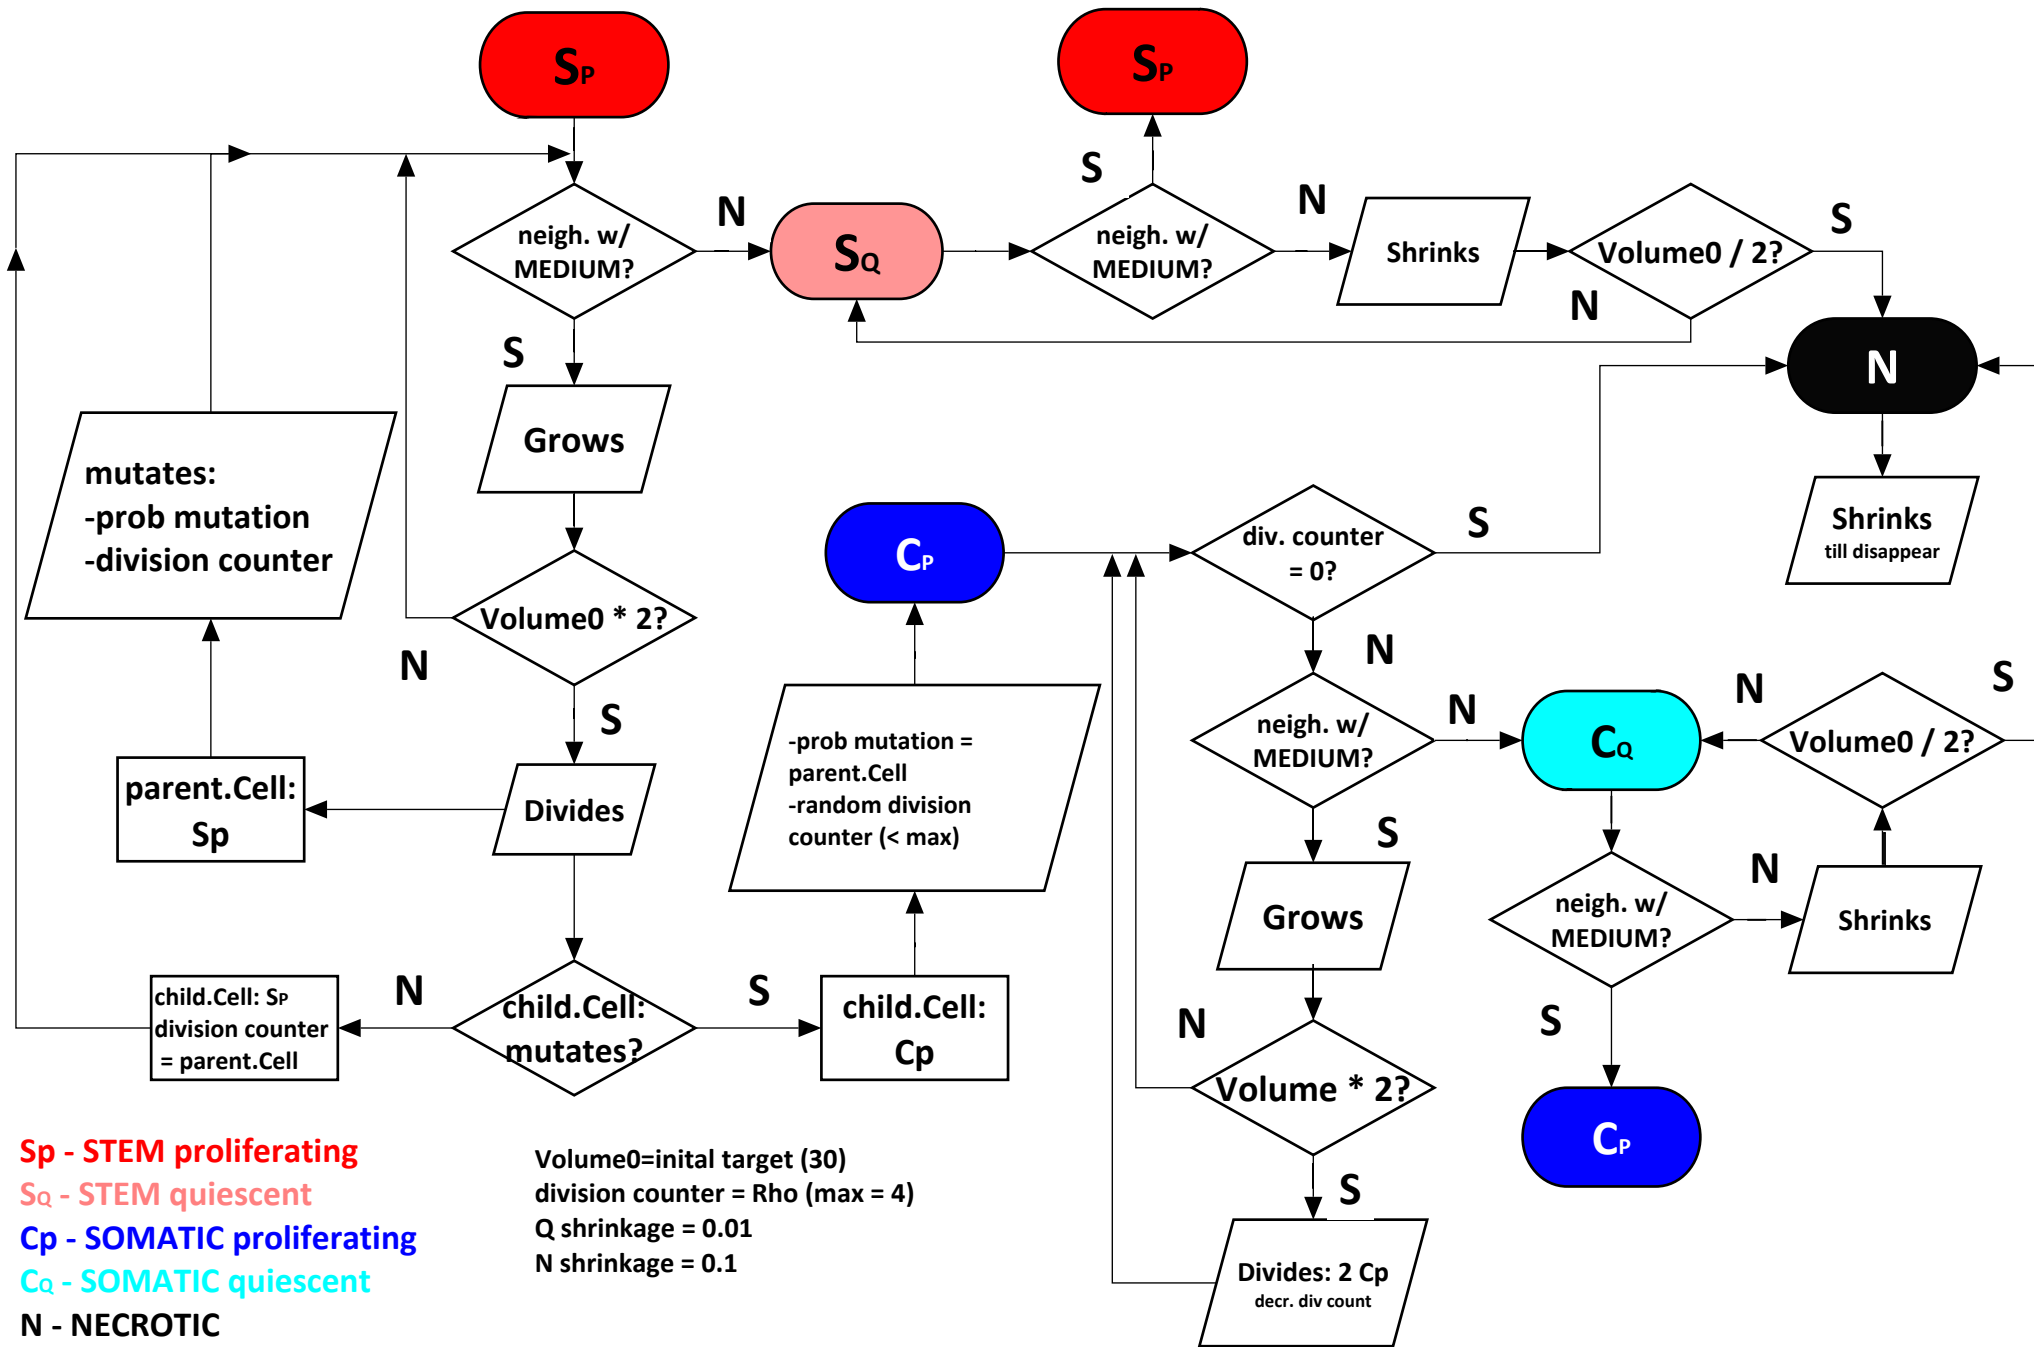 SP
SP
S
N
N
S
neigh. w/
MEDIUM?
SQ
neigh. w/
MEDIUM?
Shrinks
Volume0 / 2?
N
S
N
Grows
mutates:
-prob mutation
-division counter
Shrinks
till disappear
CP
div. counter
= 0?
S
Volume0 * 2?
N
N
S
N
N
S
neigh. w/
MEDIUM?
CQ
Volume0 / 2?
-prob mutation =
parent.Cell
-random division
counter (< max)
parent.Cell:
Sp
Divides
S
N
Grows
neigh. w/
MEDIUM?
Shrinks
N
S
child.Cell: SP
division counter
= parent.Cell
child.Cell:
mutates?
child.Cell:
Cp
N
S
Volume * 2?
CP
S
Divides: 2 Cp
decr. div count
Sp - STEM proliferating
SQ - STEM quiescent
Cp - SOMATIC proliferating
CQ - SOMATIC quiescent
N - NECROTIC
Volume0=inital target (30)
division counter = Rho (max = 4)
Q shrinkage = 0.01
N shrinkage = 0.1